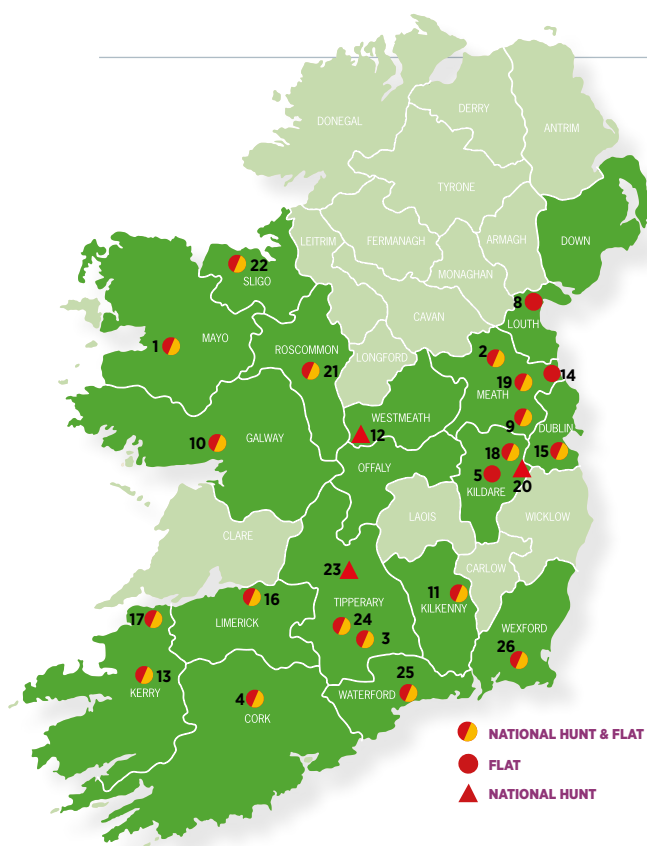 DERRY
ANTRIM
DONEGAL
TYRONE
DOWN
LEITRIM
FERMANAGH
ARMAGH
MONAGHAN
22
SLIGO
CAVAN
8
LOUTH
1
MAYO
ROSCOMMON
21
LONGFORD
2
14
19
MEATH
WESTMEATH
9
DUBLIN
10
GALWAY
12
18
15
OFFALY
5
KILDARE
20
LAOIS
WICKLOW
CLARE
23
CARLOW
16
TIPPERARY
11
KILKENNY
17
LIMERICK
24
3
WEXFORD
26
13
KERRY
4
CORK
25
WATERFORD
NATIONAL HUNT & FLAT
FLAT
NATIONAL HUNT